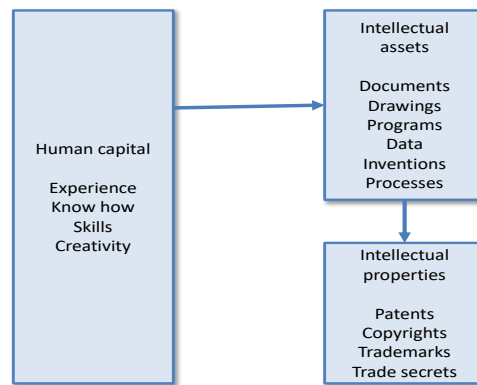 Human capital
Experience
Know how
Skills
Creativity
Intellectual
assets
Documents
Drawings
Programs
Data
Inventions
Processes
Intellectual
properties
Patents
Copyrights
Trademarks
Trade secrets